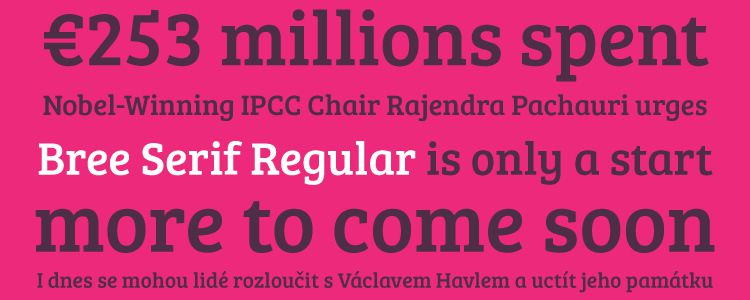 €253 millions spent
Nobel-Winning IPCC Chair Rajendra Pachauri urges
Bree Serif Regular is only a start
more to come soon
I dnes se mohou lidé rozloučit s Václavem Havlem a uctít jeho památku